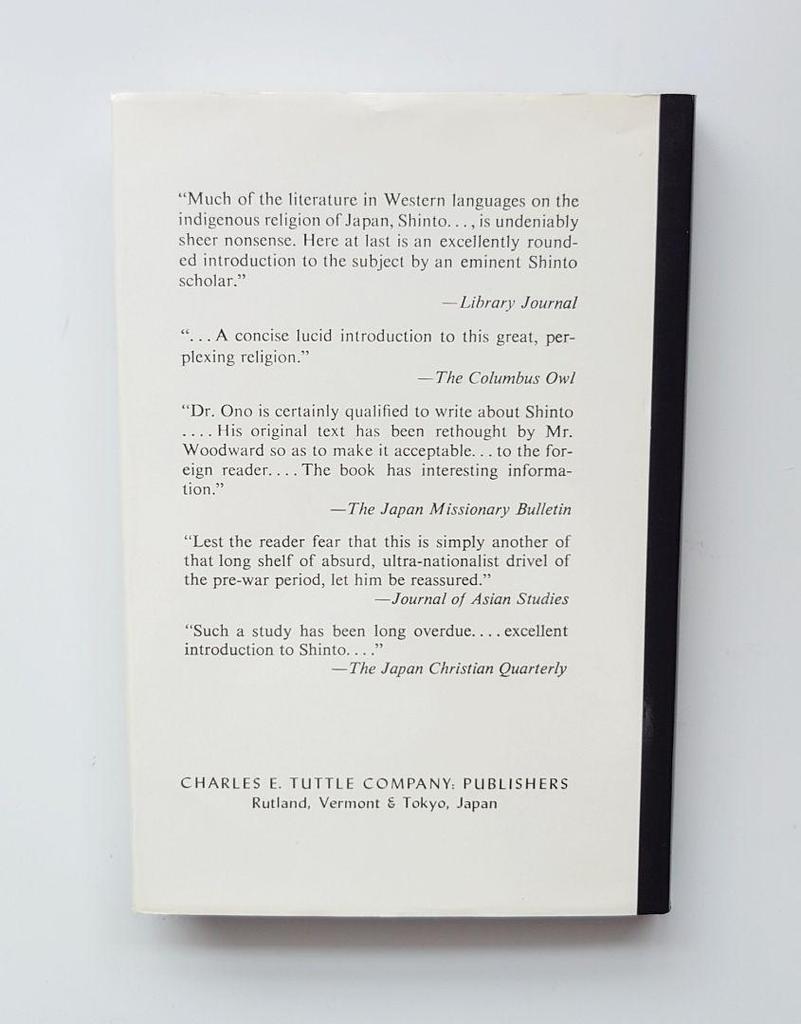 “Much of the literature in Western languages on the
indigenous religion of Japan, Shinto..., is undeniably
sheer nonsense. Here at last is an excellently round-
ed introduction to the subject by an eminent Shinto
scholar.”
—Library Journal
“...A concise lucid introduction to this great, per-
plexing religion.”
—The Columbus Owl
“Dr. Ono is certainly qualified to write about Shinto
....His original text has been rethought by Mr.
Woodward so as to make it acceptable...to the for-
eign reader....The book has interesting informa-
tion.”
—The Japan Missionary Bulletin
“Lest the reader fear that this is simply another of
that long shelf of absurd, ultra-nationalist drivel of
the pre-war period, let him be reassured.”
—Journal of Asian Studies
“Such a study has been long overdue....excellent
introduction to Shinto....”
—The Japan Christian Quarterly
CHARLES E. TUTTLE COMPANY: PUBLISHERS
Rutland, Vermont & Tokyo, Japan